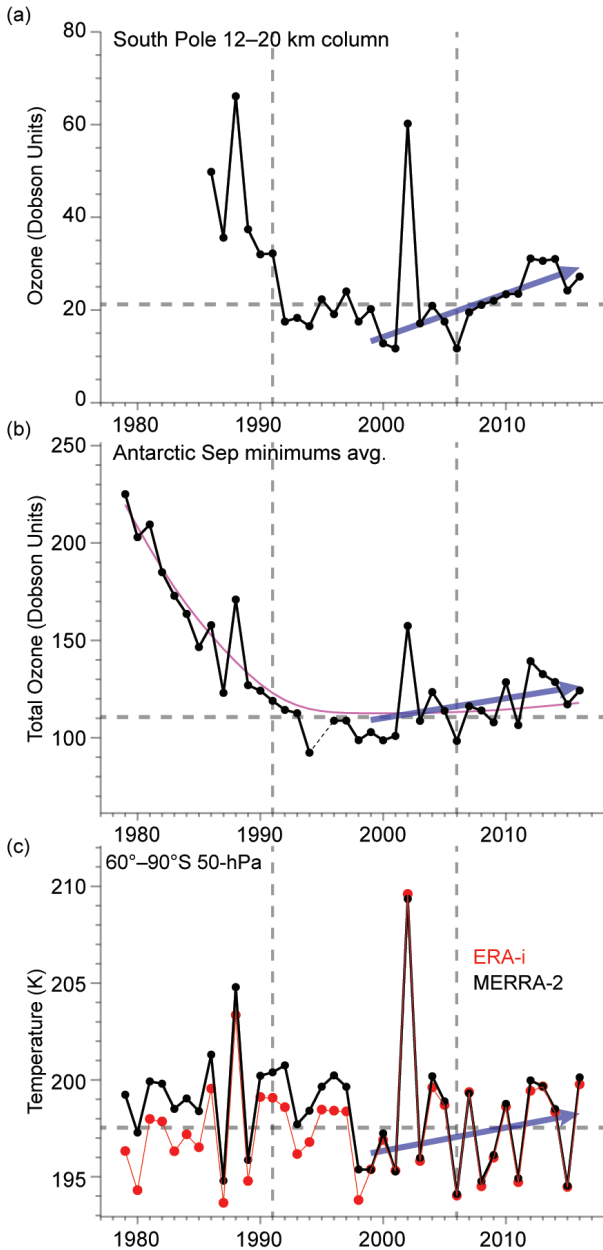 (a)
South Pole 12–20 km column
Ozone (Dobson Units)
80
60
40
20
0
1980 1990 2000 2010
(b)
Antarctic Sep minimums avg.
Total Ozone (Dobson Units)
250
200
150
100
1980 1990 2000 2010
(c)
60°–90°S 50-hPa
Temperature (K)
210
205
200
195
ERA-i
MERRA-2
1980 1990 2000 2010